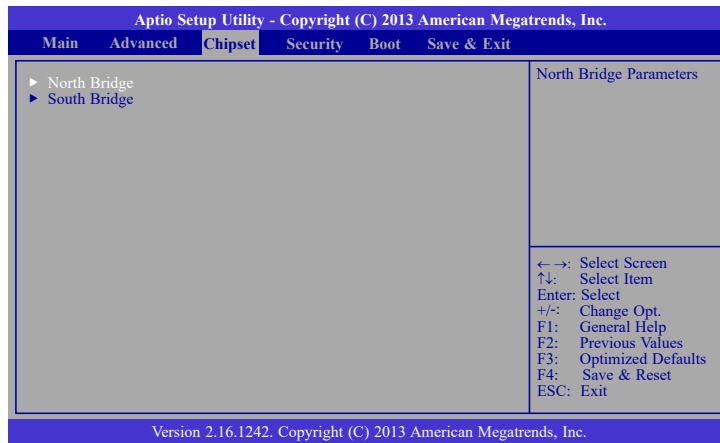 Aptio Setup Utility - Copyright (C) 2013 American Megatrends, Inc.
Main Advanced Chipset Security Boot Save & Exit
► North Bridge
► South Bridge
North Bridge Parameters
←→: Select Screen
↑↓: Select Item
Enter: Select
+/-: Change Opt.
F1: General Help
F2: Previous Values
F3: Optimized Defaults
F4: Save & Reset
ESC: Exit
Version 2.16.1242. Copyright (C) 2013 American Megatrends, Inc.